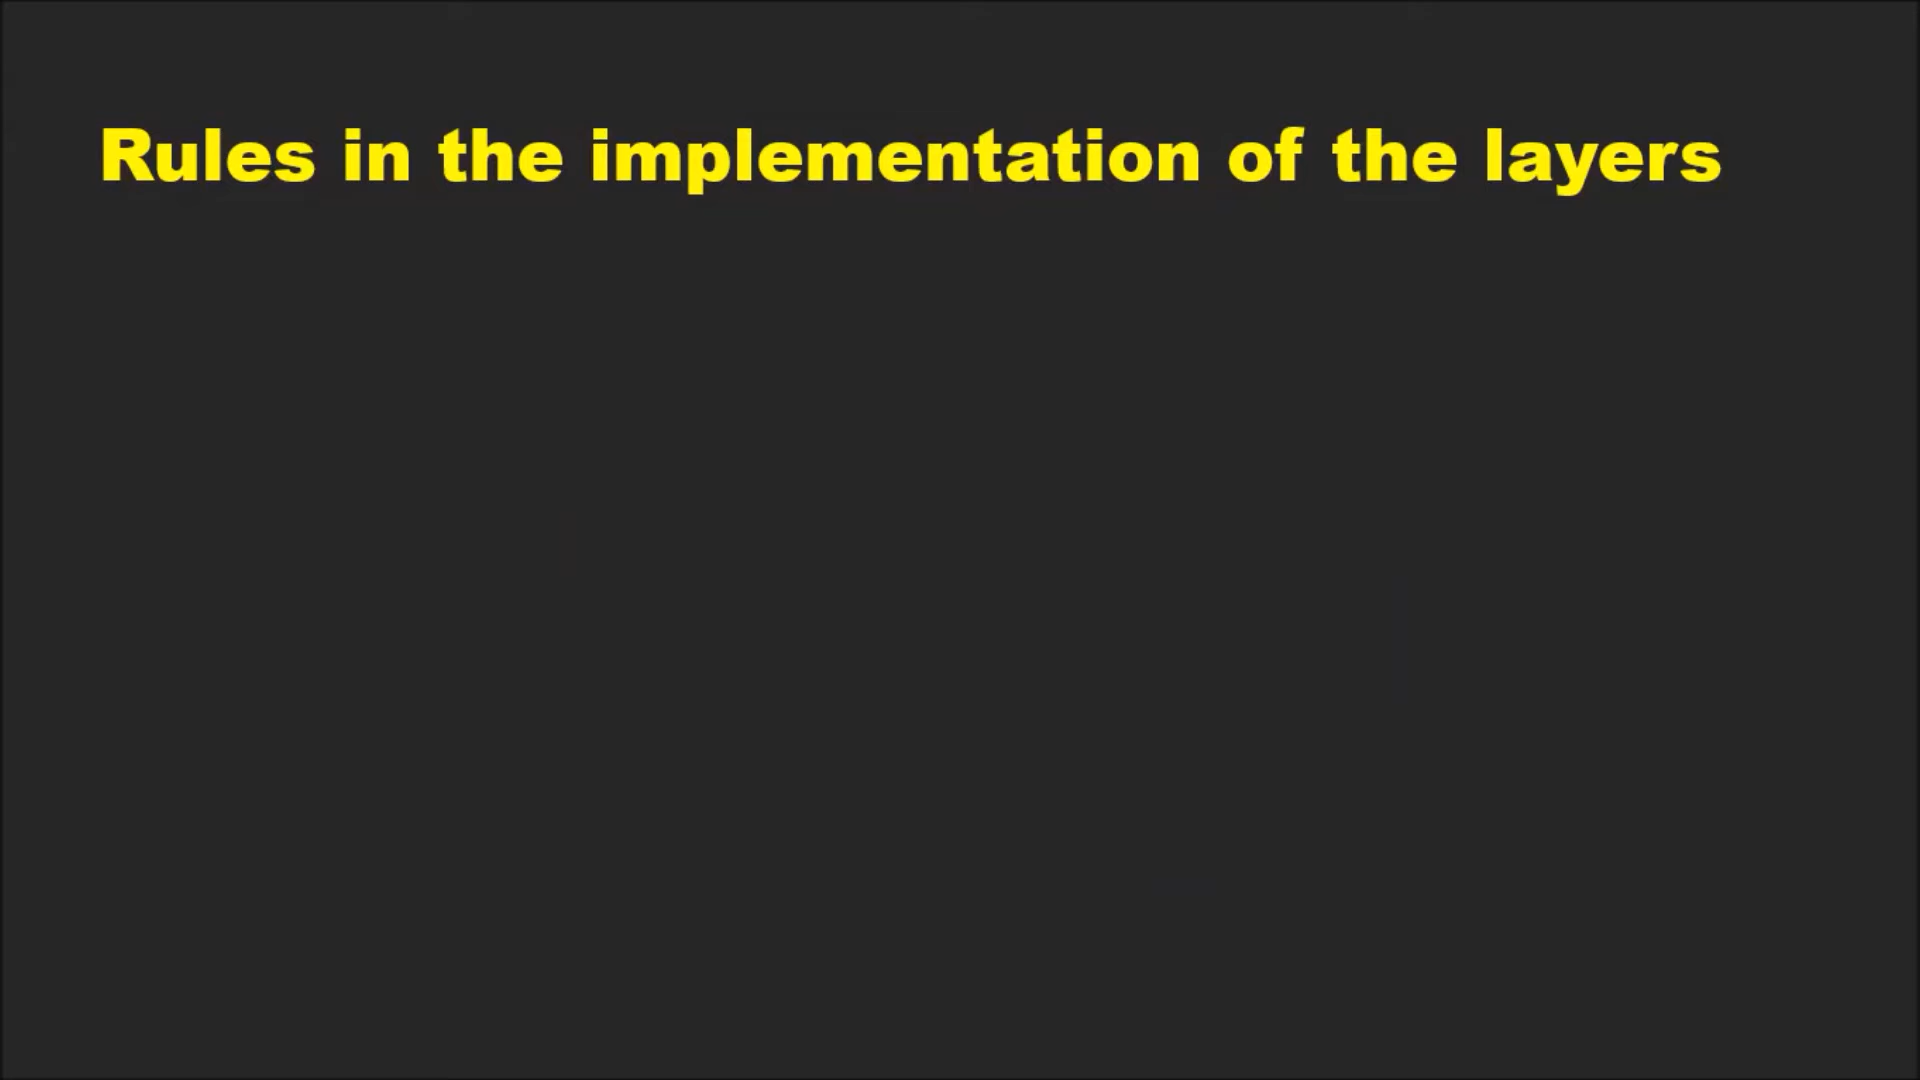 Rules in the implementation of the layers